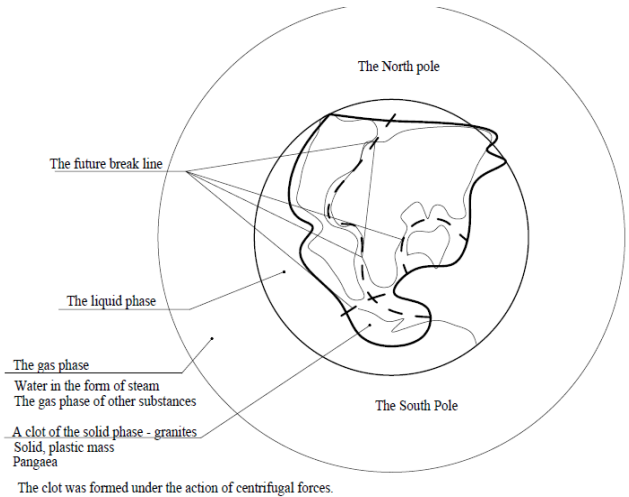 The North pole
The future break line
The liquid phase
The gas phase
Water in the form of steam
The gas phase of other substances
The South Pole
A clot of the solid phase - granites
Solid, plastic mass
Pangaea
The clot was formed under the action of centrifugal forces.